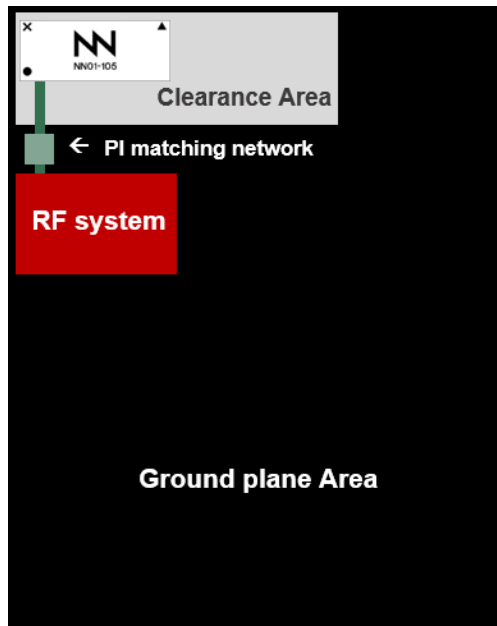 NN
NN01-105
Clearance Area
← PI matching network
RF system
Ground plane Area